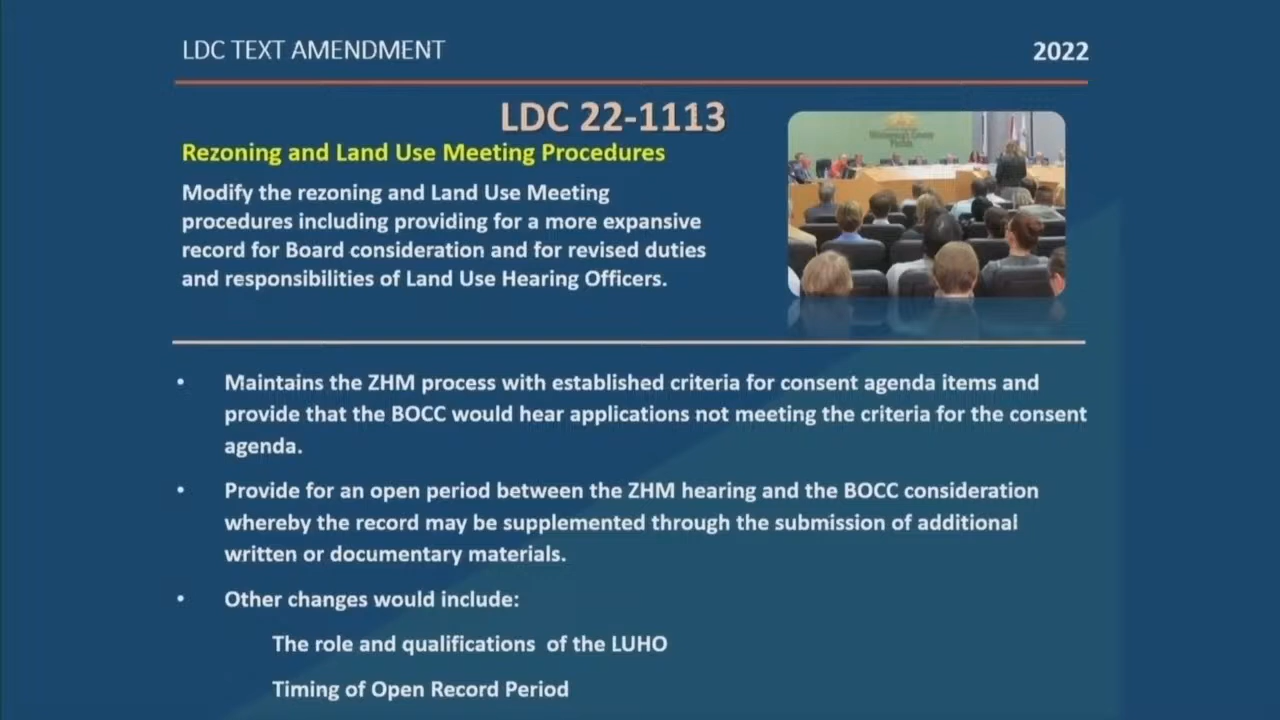 LDC TEXT AMENDMENT
2022
LDC 22-1113
Rezoning and Land Use Meeting Procedures
Modify the rezoning and Land Use Meeting
procedures including providing for a more expansive
record for Board consideration and for revised duties
and responsibilities of Land Use Hearing Officers.
• Maintains the ZHM process with established criteria for consent agenda items and
provide that the BOCC would hear applications not meeting the criteria for the consent
agenda.
• Provide for an open period between the ZHM hearing and the BOCC consideration
whereby the record may be supplemented through the submission of additional
written or documentary materials.
• Other changes would include:
The role and qualifications of the LUHO
Timing of Open Record Period